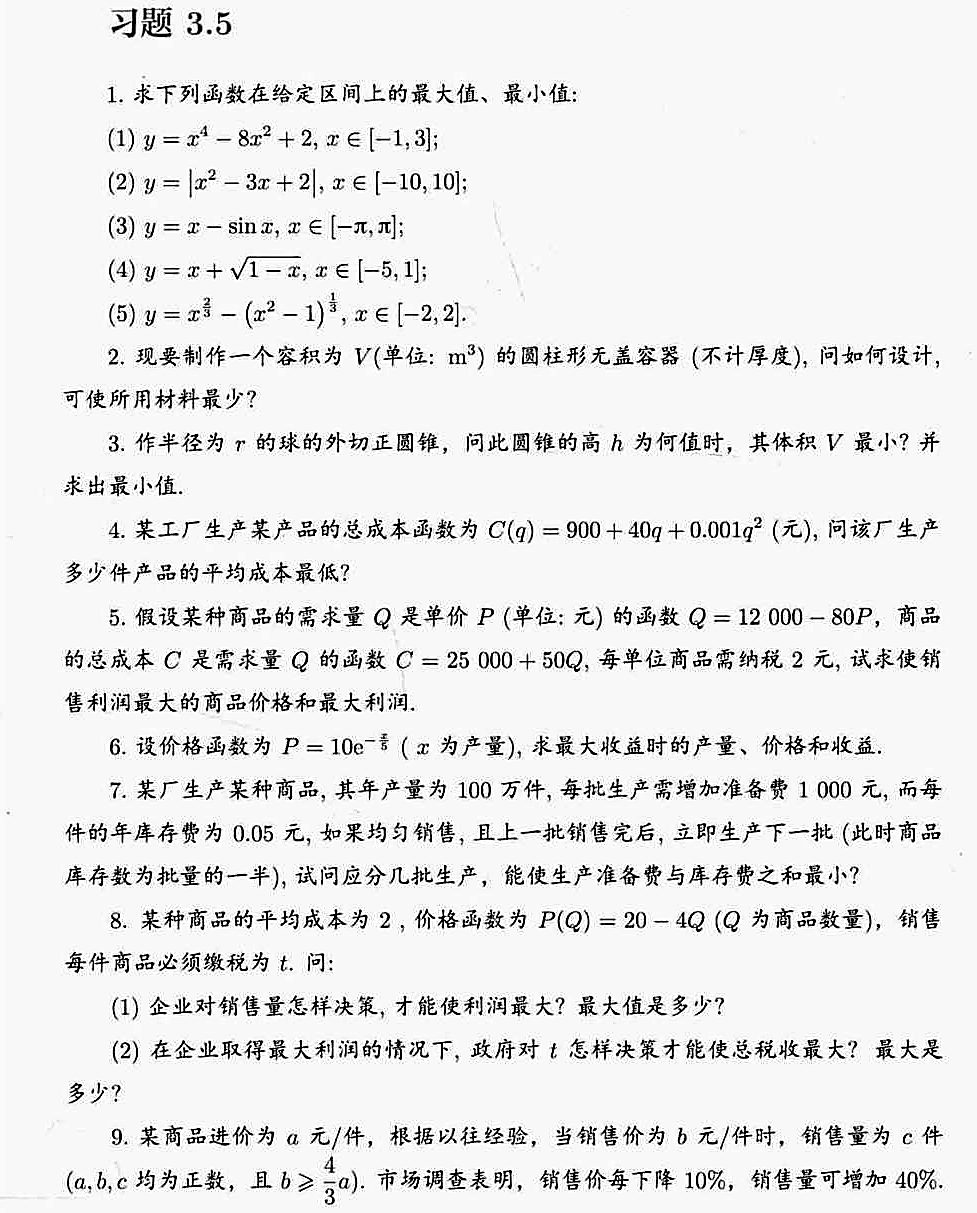 习题 3.5
1. 求下列函数在给定区间上的最大值、最小值:
(1) y = x⁴ − 8x² + 2, x ∈ [−1, 3];
(2) y = |x² − 3x + 2|, x ∈ [−10, 10];
(3) y = x − sin x, x ∈ [−π, π];
(4) y = x + √(1 − x), x ∈ [−5, 1];
(5) y = x^(2/3) − (x² − 1)^(1/3), x ∈ [−2, 2].
2. 现要制作一个容积为 V(单位: m³) 的圆柱形无盖容器 (不计厚度), 问如何设计,
可使所用材料最少?
3. 作半径为 r 的球的外切正圆锥, 问此圆锥的高 h 为何值时, 其体积 V 最小? 并
求出最小值.
4. 某工厂生产某产品的总成本函数为 C(q) = 900 + 40q + 0.001q² (元), 问该厂生产
多少件产品的平均成本最低?
5. 假设某种商品的需求量 Q 是单价 P (单位: 元) 的函数 Q = 12 000 − 80P, 商品
的总成本 C 是需求量 Q 的函数 C = 25 000 + 50Q, 每单位商品需纳税 2 元, 试求使销
售利润最大的商品价格和最大利润.
6. 设价格函数为 P = 10e^(−x/5) ( x 为产量), 求最大收益时的产量、价格和收益.
7. 某厂生产某种商品, 其年产量为 100 万件, 每批生产需增加准备费 1 000 元, 而每
件的年库存费为 0.05 元, 如果均匀销售, 且上一批销售完后, 立即生产下一批 (此时商品
库存数为批量的一半), 试问应分几批生产, 能使生产准备费与库存费之和最小?
8. 某种商品的平均成本为 2 , 价格函数为 P(Q) = 20 − 4Q (Q 为商品数量), 销售
每件商品必须缴税为 t. 问:
(1) 企业对销售量怎样决策, 才能使利润最大? 最大值是多少?
(2) 在企业取得最大利润的情况下, 政府对 t 怎样决策才能使总税收最大? 最大是
多少?
9. 某商品进价为 a 元/件, 根据以往经验, 当销售价为 b 元/件时, 销售量为 c 件
(a, b, c 均为正数, 且 b ⩾ 4/3 a). 市场调查表明, 销售价每下降 10%, 销售量可增加 40%.